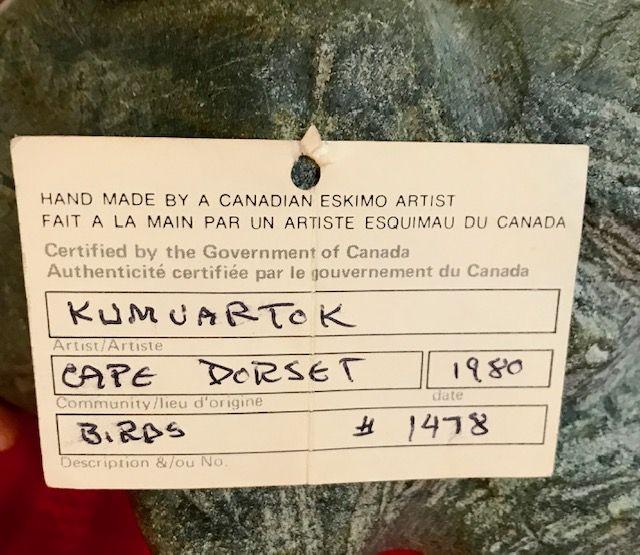 HAND MADE BY A CANADIAN ESKIMO ARTIST
FAIT A LA MAIN PAR UN ARTISTE ESQUIMAU DU CANADA
Certified by the Government of Canada
Authenticité certifiée par le gouvernement du Canada
KUMUARTOK
Artist/Artiste
CAPE DORSET 1980
Community/lieu d'origine date
BIRDS # 1478
Description &/ou No.